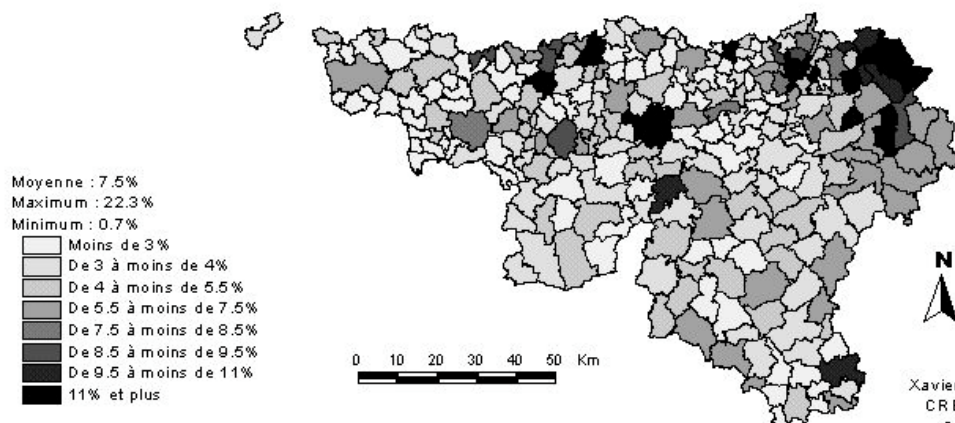 Moyenne : 7.5%
Maximum : 22.3%
Minimum : 0.7%
Moins de 3%
De 3 à moins de 4%
De 4 à moins de 5.5%
De 5.5 à moins de 7.5%
De 7.5 à moins de 8.5%
De 8.5 à moins de 9.5%
De 9.5 à moins de 11%
11% et plus
0 10 20 30 40 50 Km
N
Xavier